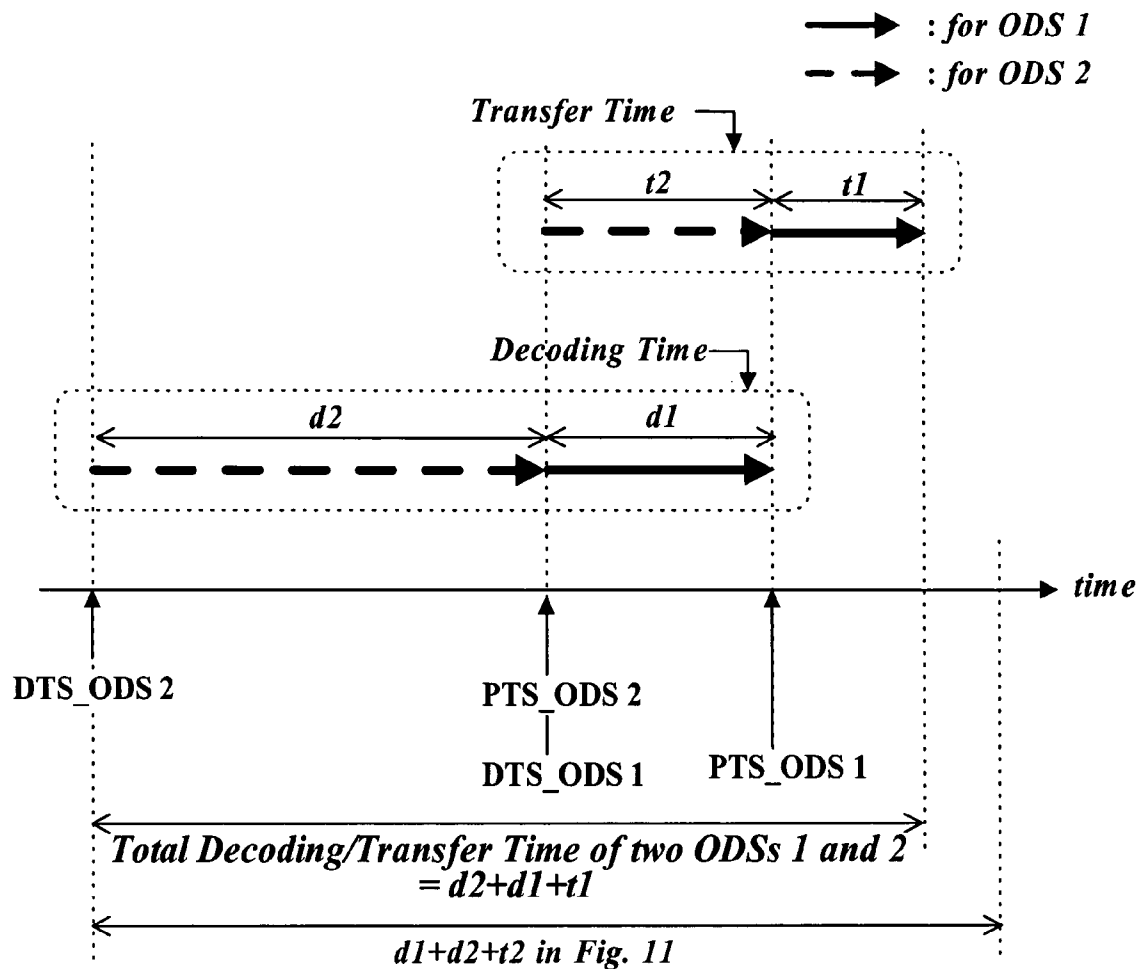 : for ODS 1
: for ODS 2
Transfer Time
t2
t1
Decoding Time
d2
d1
time
DTS_ODS 2
PTS_ODS 2
DTS_ODS 1
PTS_ODS 1
Total Decoding/Transfer Time of two ODSs 1 and 2
= d2+d1+t1
d1+d2+t2 in Fig. 11